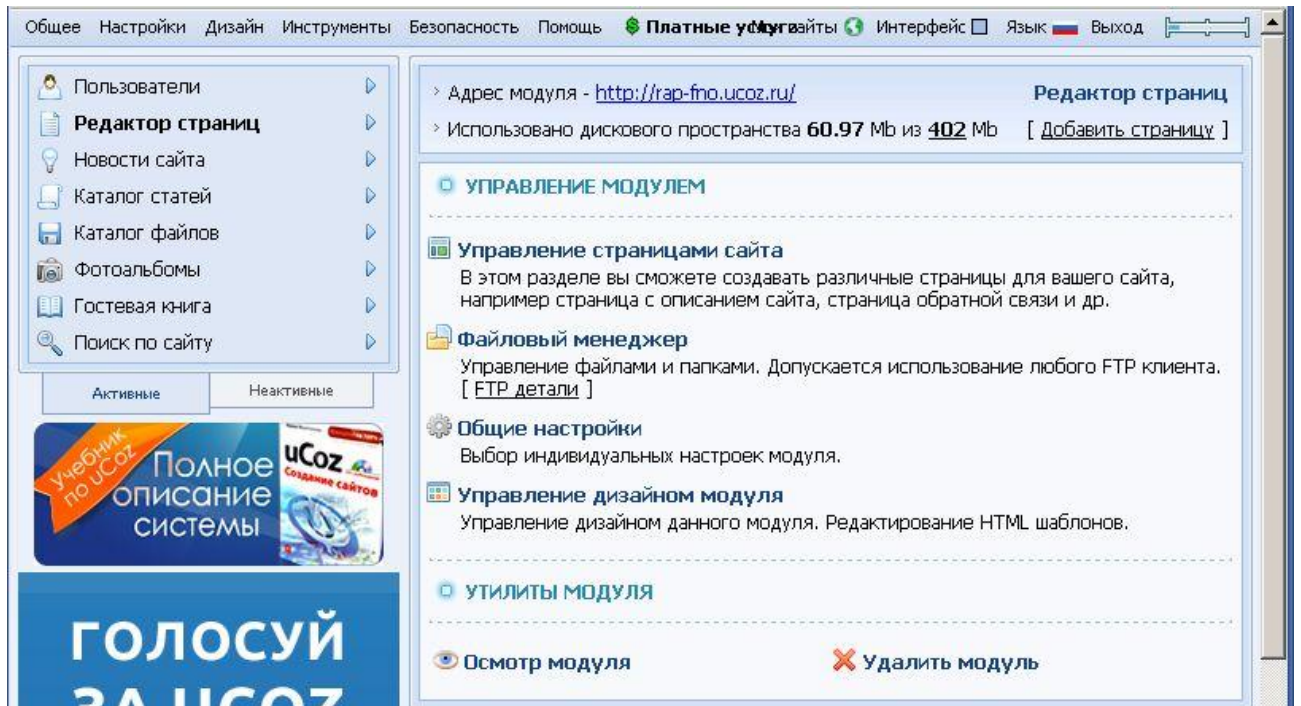 Общее Настройки Дизайн Инструменты Безопасность Помощь Платные услуги сайты Интерфейс Язык Выход
Пользователи
Редактор страниц
Новости сайта
Каталог статей
Каталог файлов
Фотоальбомы
Гостевая книга
Поиск по сайту
Активные Неактивные
Учебник
по uCoz
Полное
описание
системы
uCoz
Создание сайтов
ГОЛОСУЙ
ЗА UCOZ
Адрес модуля - http://rap-fno.ucoz.ru/ Редактор страниц
Использовано дискового пространства 60.97 Mb из 402 Mb [ Добавить страницу ]
УПРАВЛЕНИЕ МОДУЛЕМ
Управление страницами сайта
В этом разделе вы сможете создавать различные страницы для вашего сайта,
например страница с описанием сайта, страница обратной связи и др.
Файловый менеджер
Управление файлами и папками. Допускается использование любого FTP клиента.
[ FTP детали ]
Общие настройки
Выбор индивидуальных настроек модуля.
Управление дизайном модуля
Управление дизайном данного модуля. Редактирование HTML шаблонов.
УТИЛИТЫ МОДУЛЯ
Осмотр модуля Удалить модуль